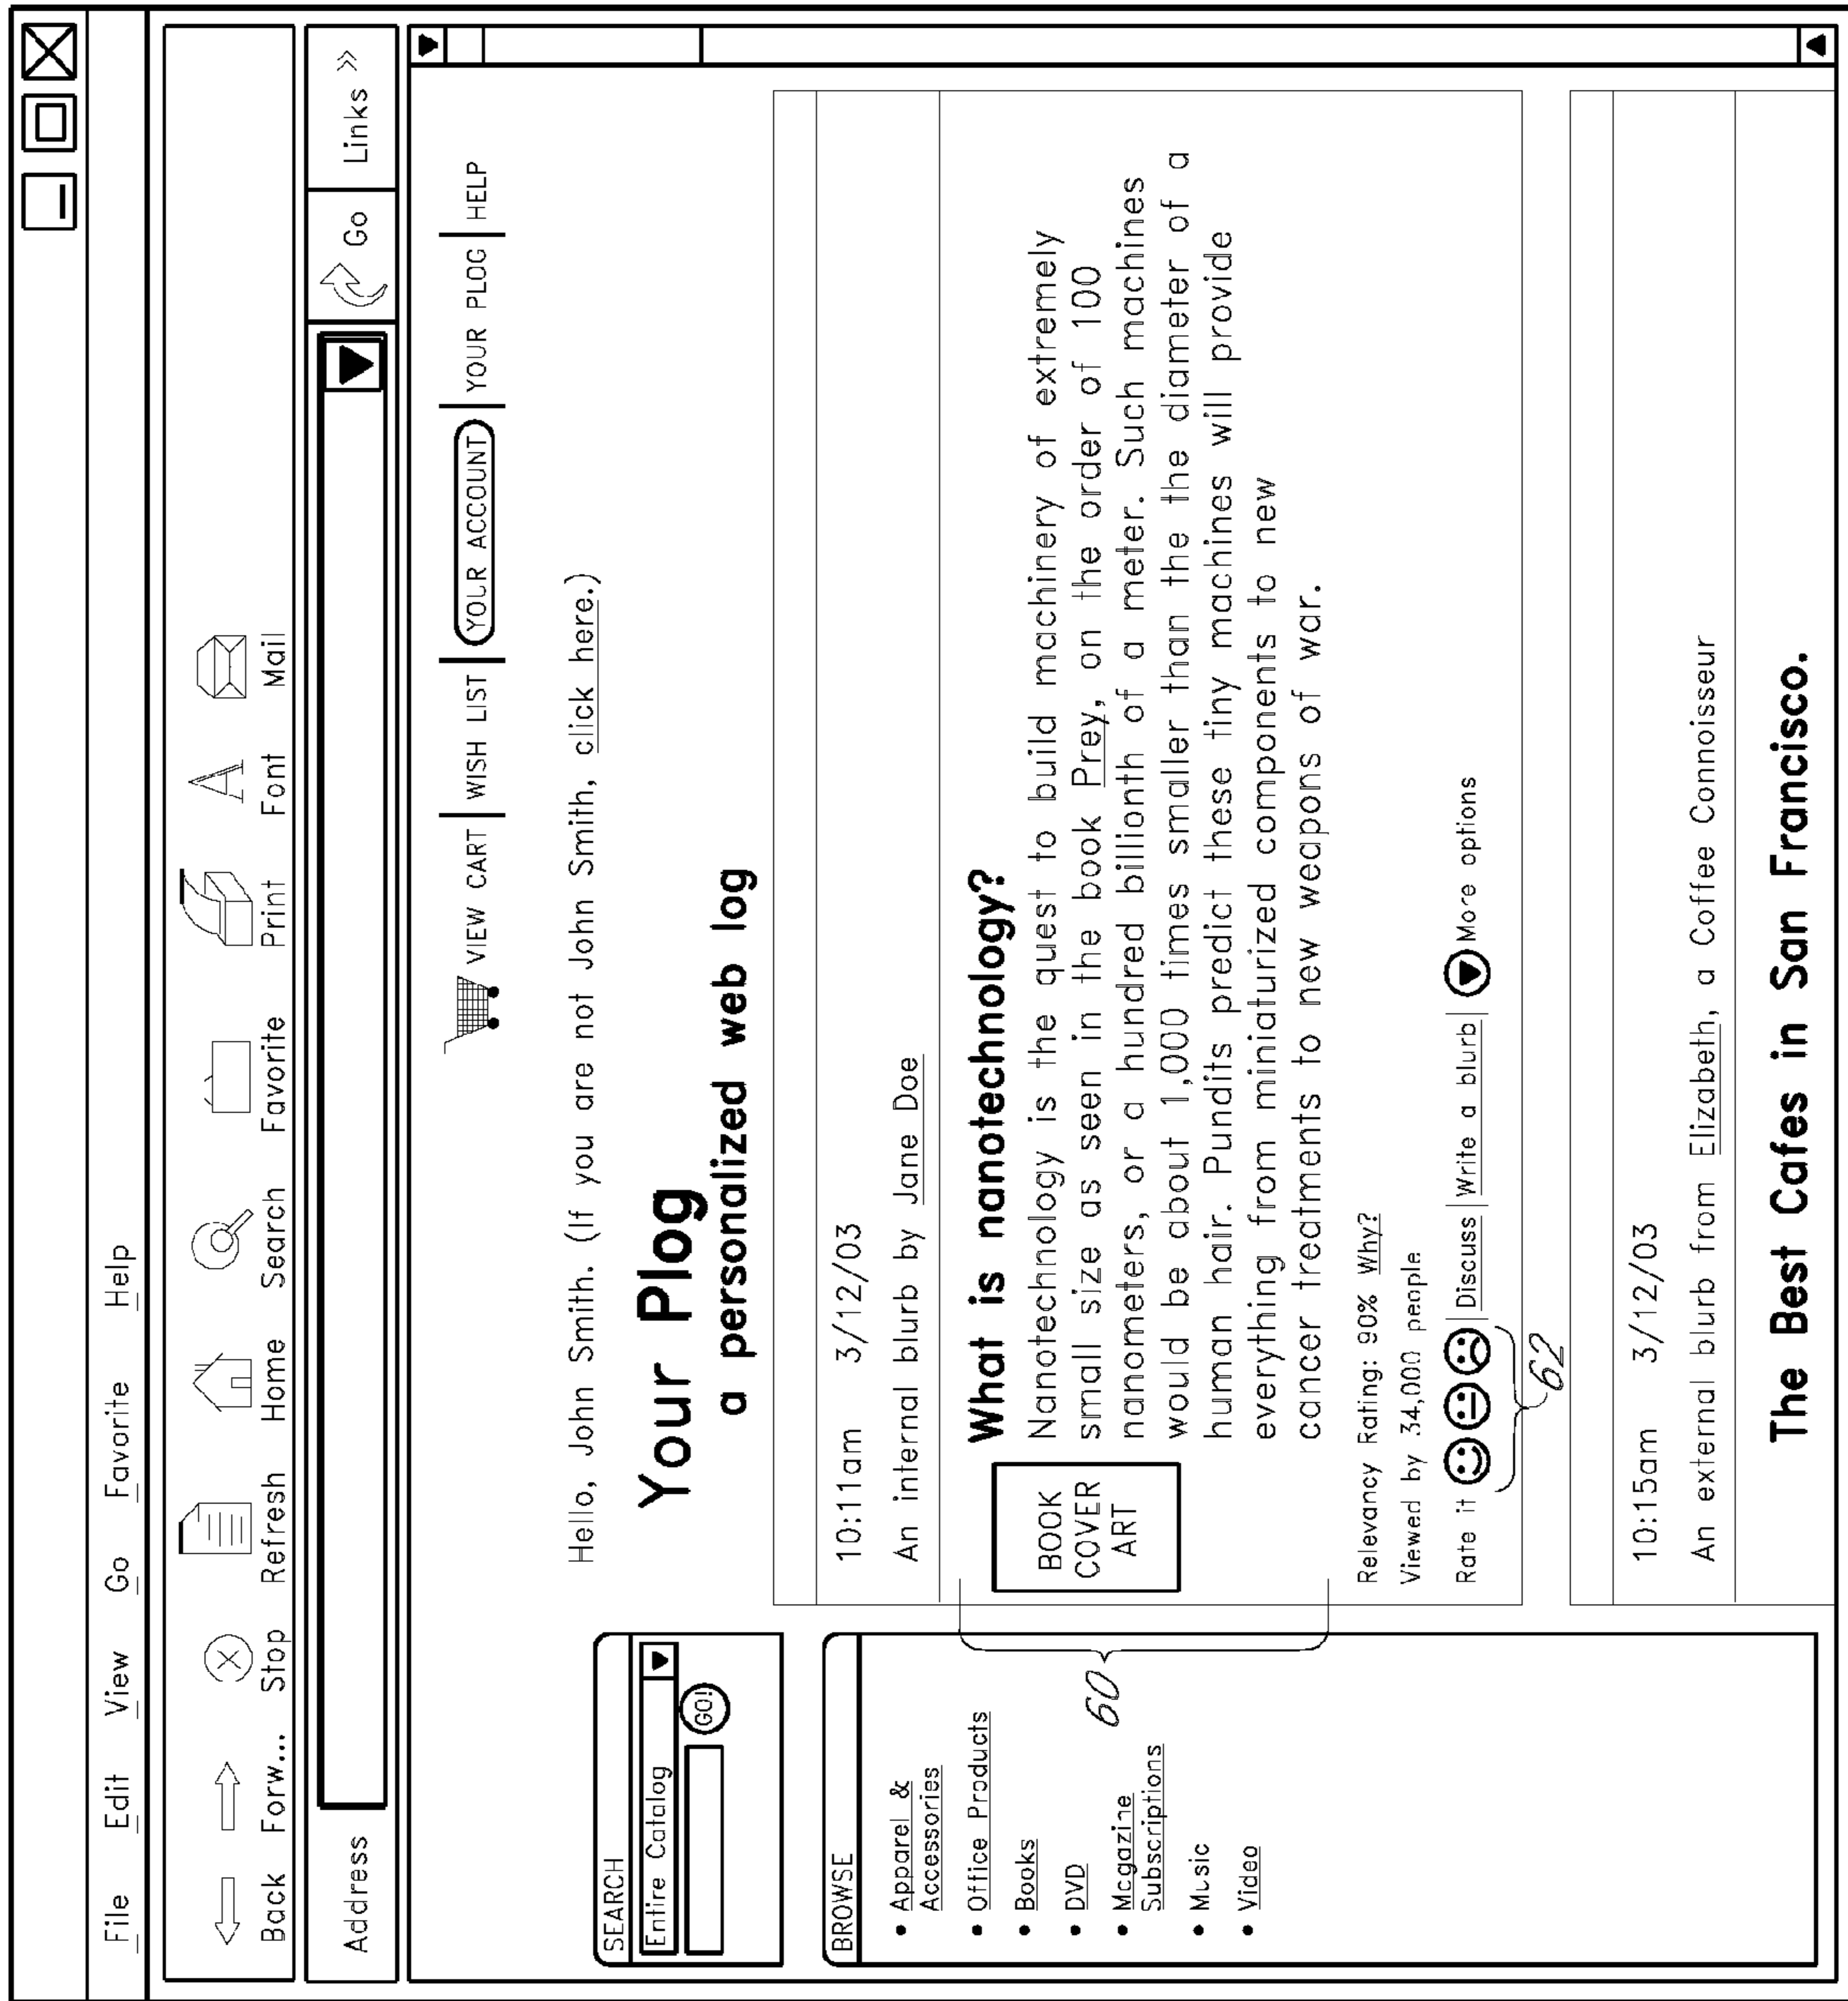 File Edit View Go Favorite Help
Back Forw... Stop Refresh Home Search Favorite Print Font Mail
Address Go Links »
VIEW CART | WISH LIST | YOUR ACCOUNT | YOUR PLOG | HELP
Hello, John Smith. (If you are not John Smith, click here.)
Your Plog
a personalized web log
SEARCH
Entire Catalog
GO!
BROWSE
• Apparel &
Accessories
• Office Products
• Books
• DVD
• Magazine
Subscriptions
• Music
• Video
60
10:11am 3/12/03
An internal blurb by Jane Doe
BOOK
COVER
ART
What is nanotechnology?
Nanotechnology is the quest to build machinery of extremely
small size as seen in the book Prey, on the order of 100
nanometers, or a hundred billionth of a meter. Such machines
would be about 1,000 times smaller than the the diameter of a
human hair. Pundits predict these tiny machines will provide
everything from miniaturized components to new
cancer treatments to new weapons of war.
Relevancy Rating: 90% Why?
Viewed by 34,000 people
Rate it | Discuss | Write a blurb | More options
62
10:15am 3/12/03
An external blurb from Elizabeth, a Coffee Connoisseur
The Best Cafes in San Francisco.